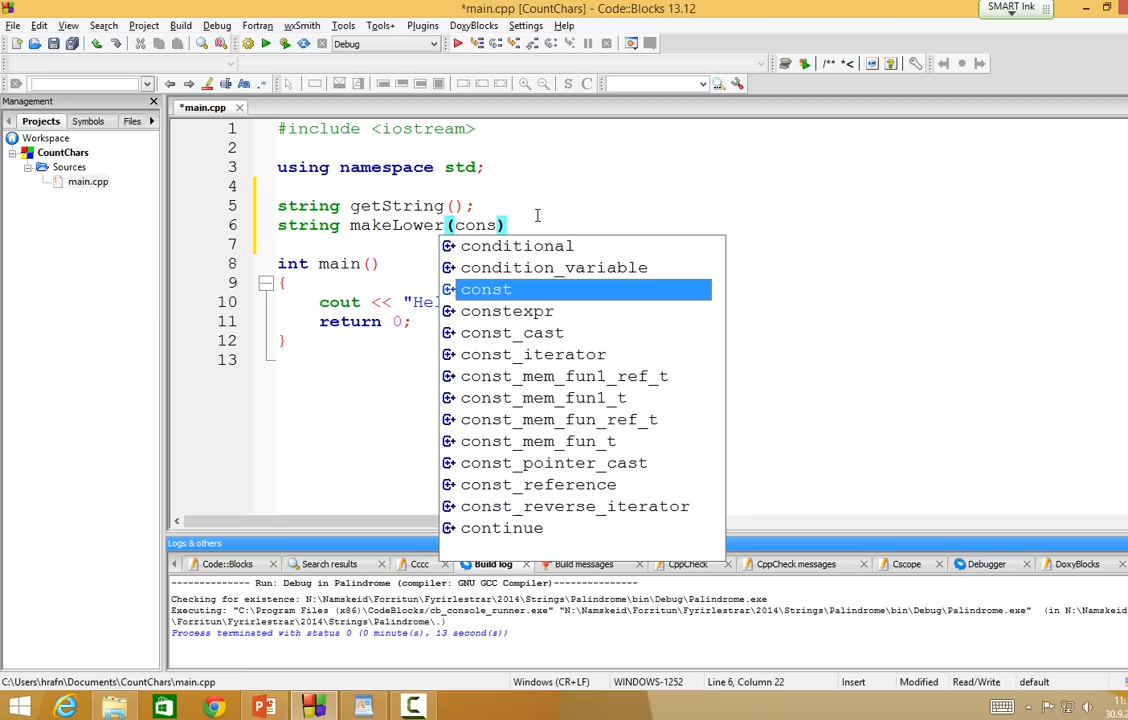 *main.cpp [CountChars] - Code::Blocks 13.12
SMART Ink
File Edit View Search Project Build Debug Fortran wxSmith Tools Tools+ Plugins DoxyBlocks Settings Help
Debug
/** *<
Management
*main.cpp
Projects Symbols Files
Workspace
CountChars
Sources
main.cpp
1 #include <iostream>
2
3 using namespace std;
4
5 string getString();
6 string makeLower(cons)
7
8 int main()
9 {
10 cout << "Hel
11 return 0;
12 }
13
conditional
condition_variable
const
constexpr
const_cast
const_iterator
const_mem_fun1_ref_t
const_mem_fun1_t
const_mem_fun_ref_t
const_mem_fun_t
const_pointer_cast
const_reference
const_reverse_iterator
continue
Logs & others
Code::Blocks Search results Cccc Build log Build messages CppCheck CppCheck messages Cscope Debugger DoxyBlocks
-------------- Run: Debug in Palindrome (compiler: GNU GCC Compiler)---------------
Checking for existence: N:\Namskeid\Forritun\Fyrirlestrar\2014\Strings\Palindrome\bin\Debug\Palindrome.exe
Executing: "C:\Program Files (x86)\CodeBlocks/cb_console_runner.exe" "N:\Namskeid\Forritun\Fyrirlestrar\2014\Strings\Palindrome\bin\Debug\Palindrome.exe" (in N:\Namskeid
\Forritun\Fyrirlestrar\2014\Strings\Palindrome\.)
Process terminated with status 0 (0 minute(s), 13 second(s))
C:\Users\hrafn\Documents\CountChars\main.cpp Windows (CR+LF) WINDOWS-1252 Line 6, Column 22 Insert Modified Read/Write default
11:
30.9.2